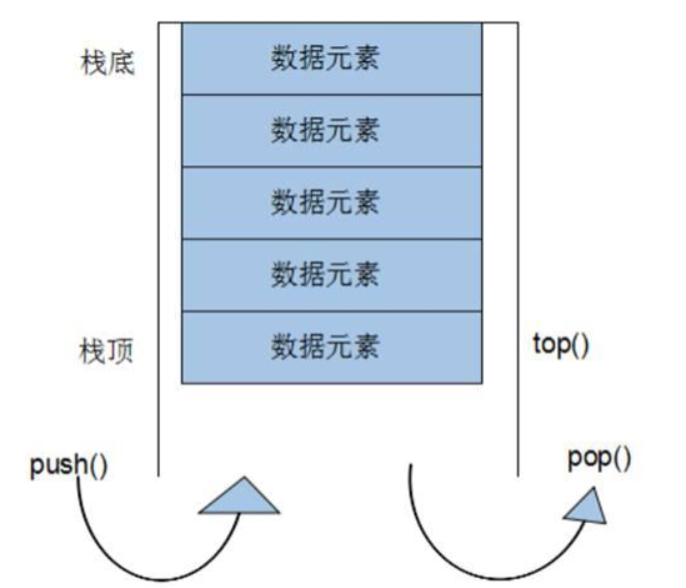 栈底
数据元素
数据元素
数据元素
数据元素
栈顶
数据元素
top()
push()
pop()